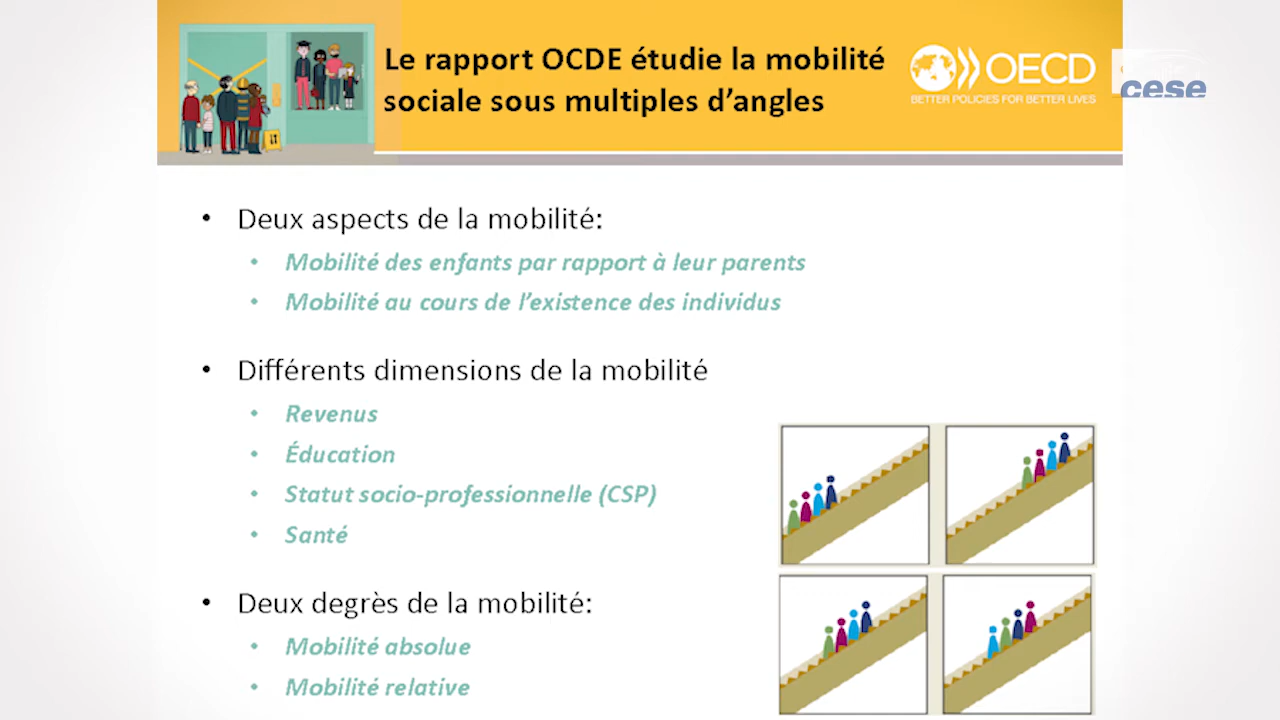 Le rapport OCDE étudie la mobilité
sociale sous multiples d’angles
OECD
BETTER POLICIES FOR BETTER LIVES
cese
• Deux aspects de la mobilité:
• Mobilité des enfants par rapport à leur parents
• Mobilité au cours de l’existence des individus
• Différents dimensions de la mobilité
• Revenus
• Éducation
• Statut socio-professionnelle (CSP)
• Santé
• Deux degrès de la mobilité:
• Mobilité absolue
• Mobilité relative